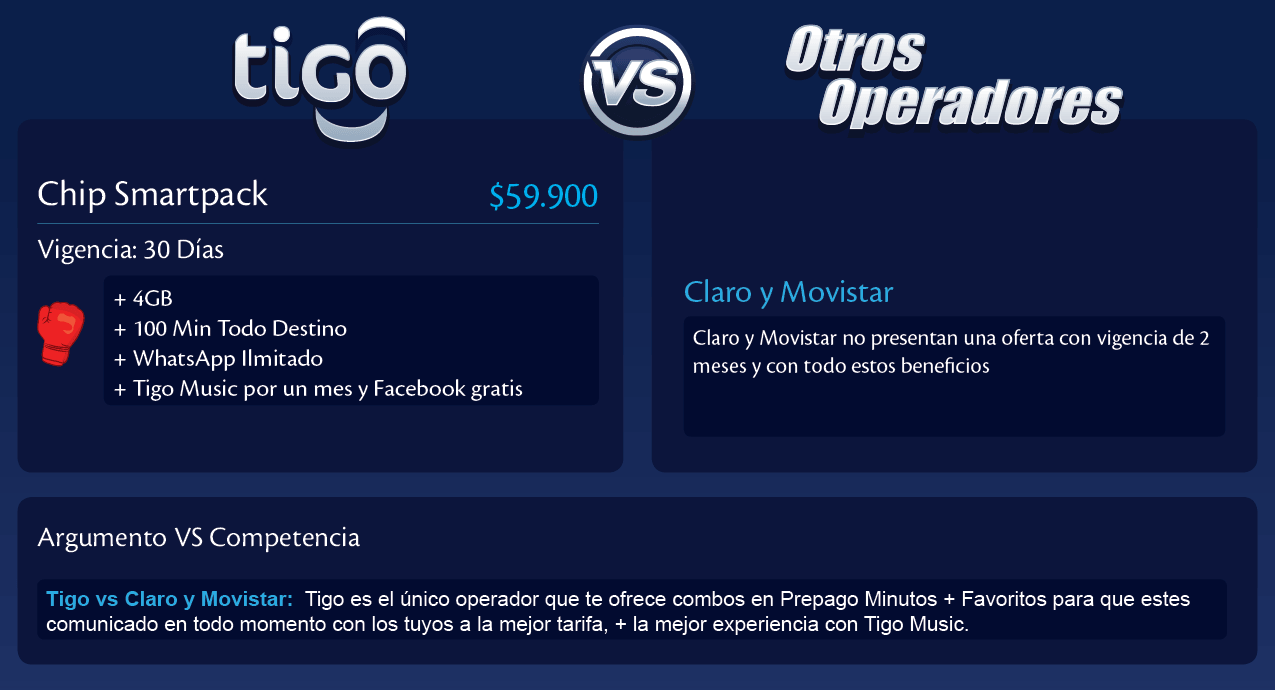 tigo
VS
Otros
Operadores
Chip Smartpack
$59.900
Vigencia: 30 Días
+ 4GB
+ 100 Min Todo Destino
+ WhatsApp Ilmitado
+ Tigo Music por un mes y Facebook gratis
Claro y Movistar
Claro y Movistar no presentan una oferta con vigencia de 2
meses y con todo estos beneficios
Argumento VS Competencia
Tigo vs Claro y Movistar: Tigo es el único operador que te ofrece combos en Prepago Minutos + Favoritos para que estes
comunicado en todo momento con los tuyos a la mejor tarifa, + la mejor experiencia con Tigo Music.